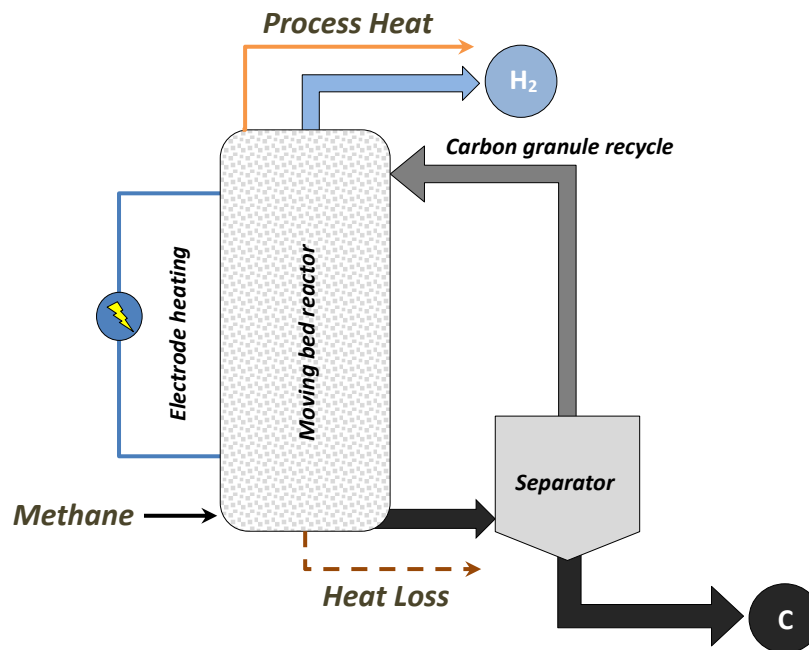 Process Heat
H₂
Carbon granule recycle
Electrode heating
Moving bed reactor
Separator
Methane
Heat Loss
C